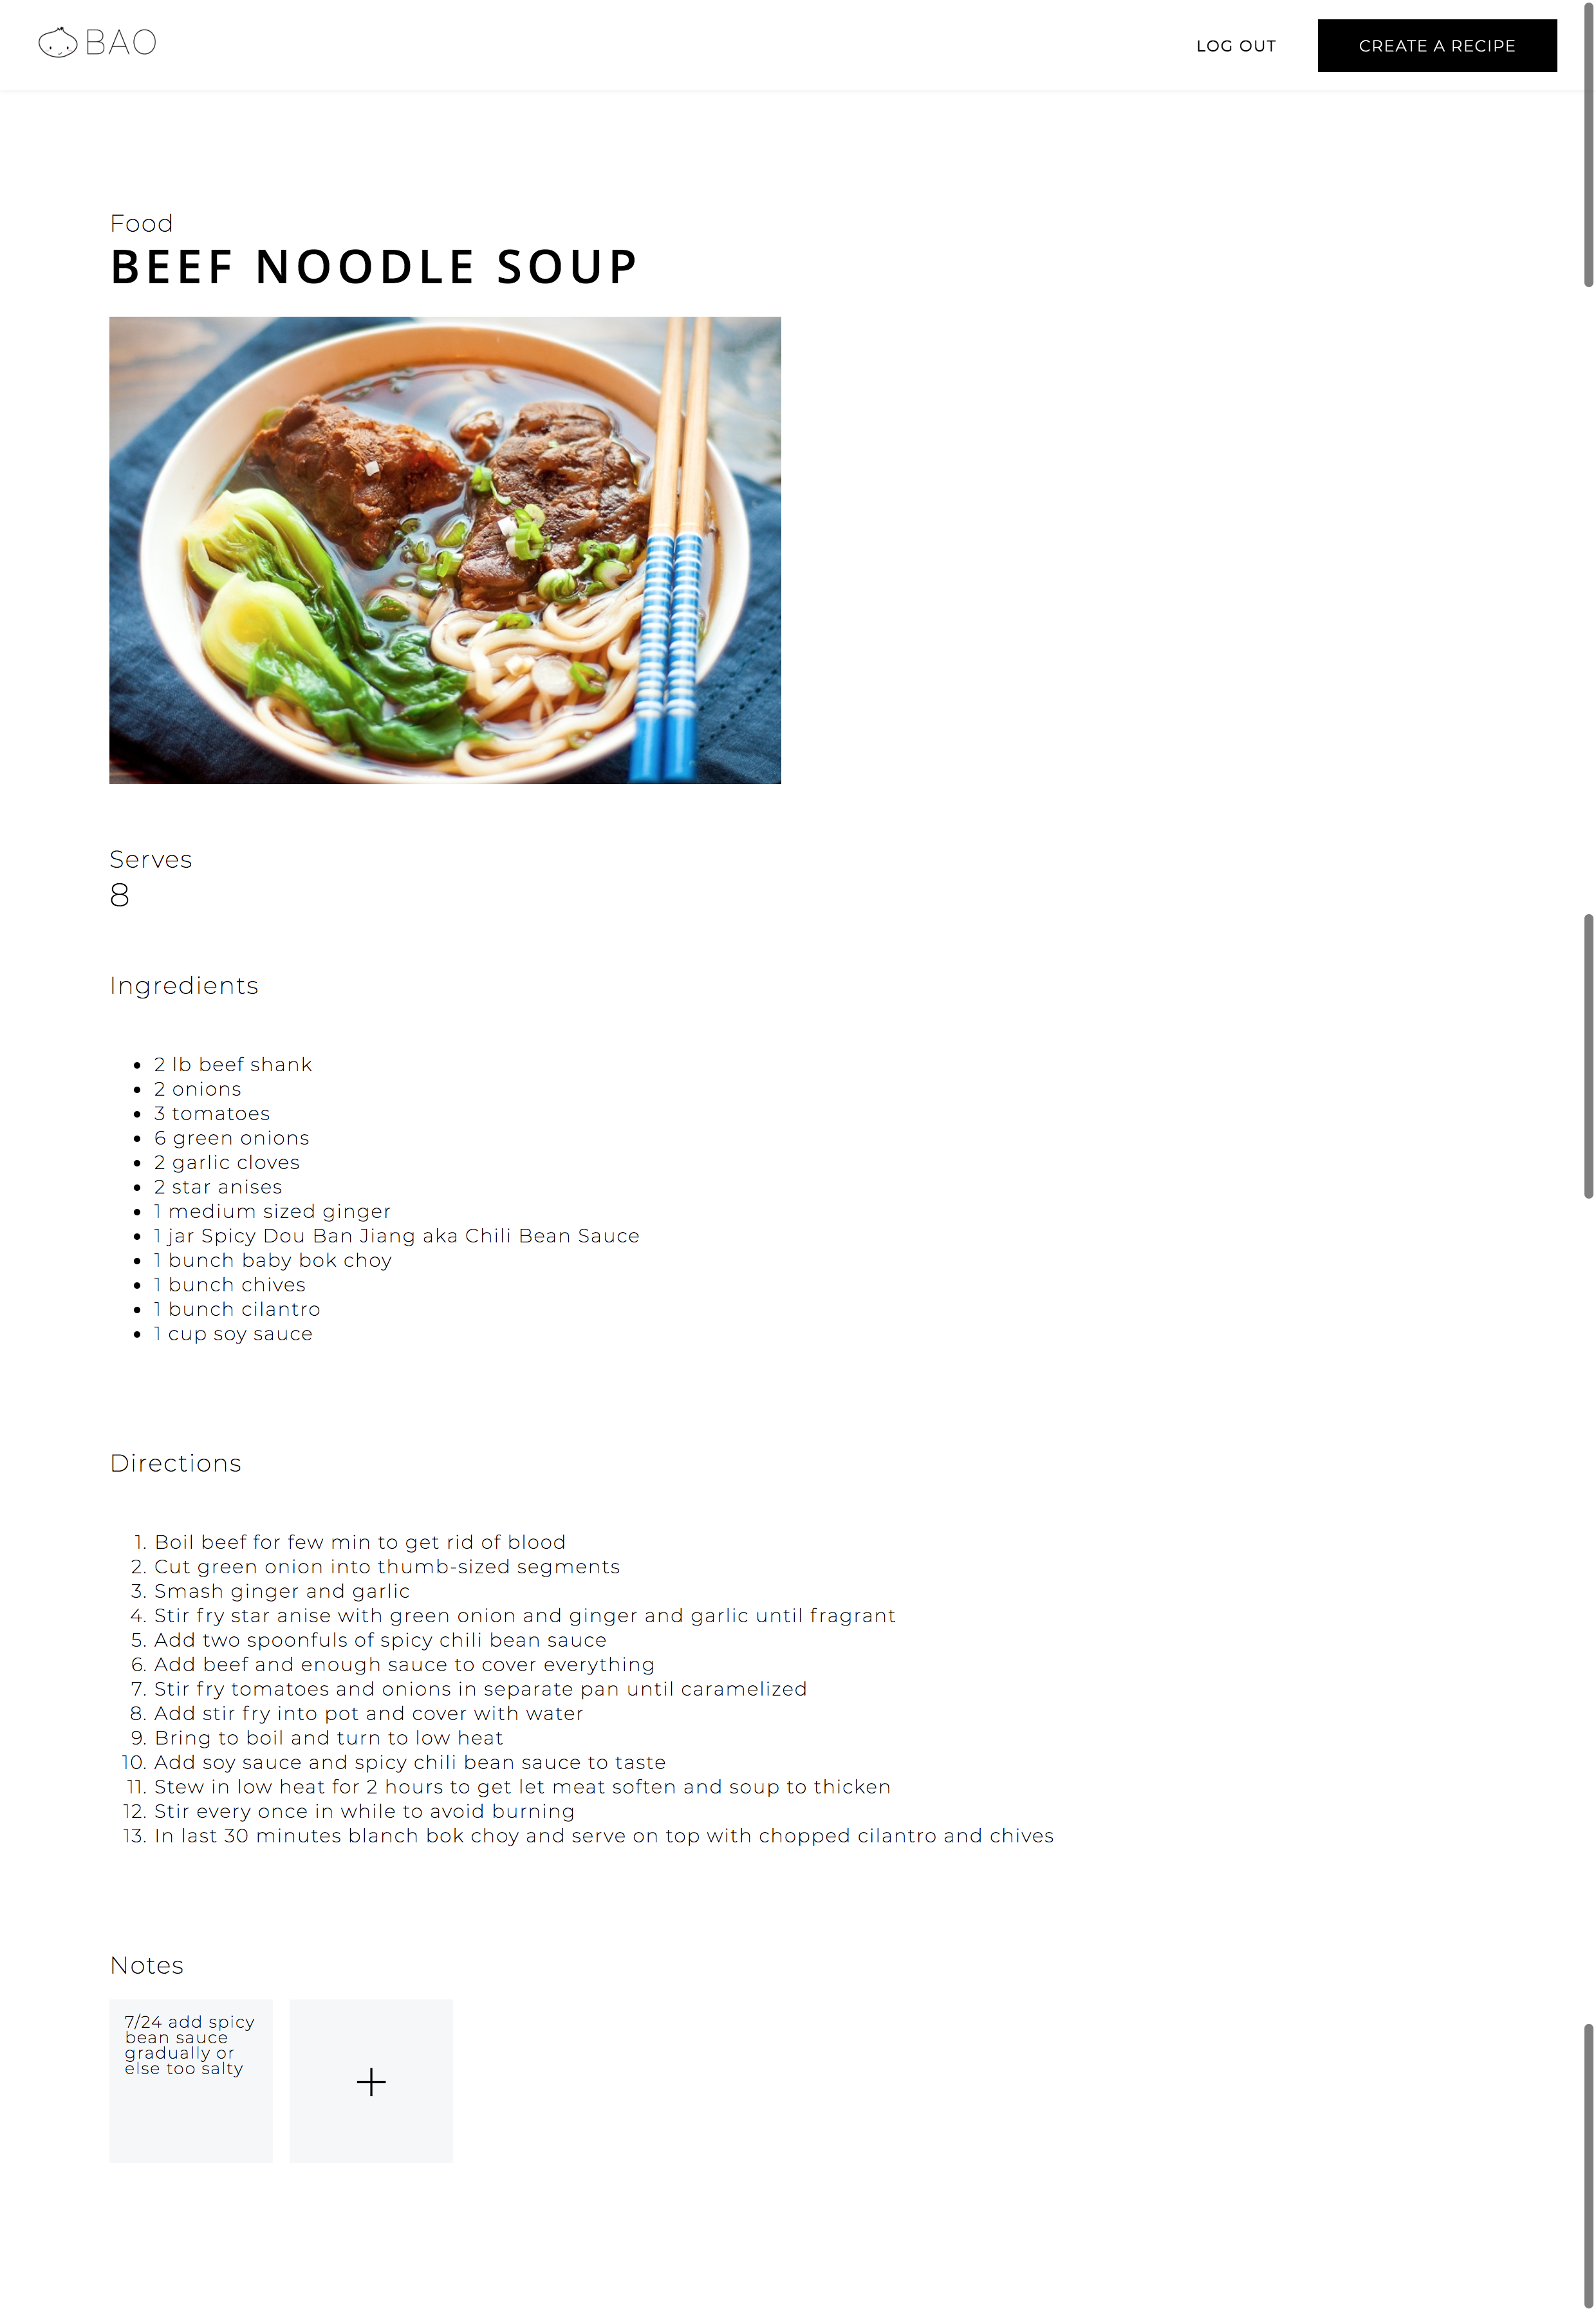 BAO
LOG OUT
CREATE A RECIPE
Food
BEEF NOODLE SOUP
Serves
8
Ingredients
• 2 lb beef shank
• 2 onions
• 3 tomatoes
• 6 green onions
• 2 garlic cloves
• 2 star anises
• 1 medium sized ginger
• 1 jar Spicy Dou Ban Jiang aka Chili Bean Sauce
• 1 bunch baby bok choy
• 1 bunch chives
• 1 bunch cilantro
• 1 cup soy sauce
Directions
1. Boil beef for few min to get rid of blood
2. Cut green onion into thumb-sized segments
3. Smash ginger and garlic
4. Stir fry star anise with green onion and ginger and garlic until fragrant
5. Add two spoonfuls of spicy chili bean sauce
6. Add beef and enough sauce to cover everything
7. Stir fry tomatoes and onions in separate pan until caramelized
8. Add stir fry into pot and cover with water
9. Bring to boil and turn to low heat
10. Add soy sauce and spicy chili bean sauce to taste
11. Stew in low heat for 2 hours to get let meat soften and soup to thicken
12. Stir every once in while to avoid burning
13. In last 30 minutes blanch bok choy and serve on top with chopped cilantro and chives
Notes
7/24 add spicy
bean sauce
gradually or
else too salty
+